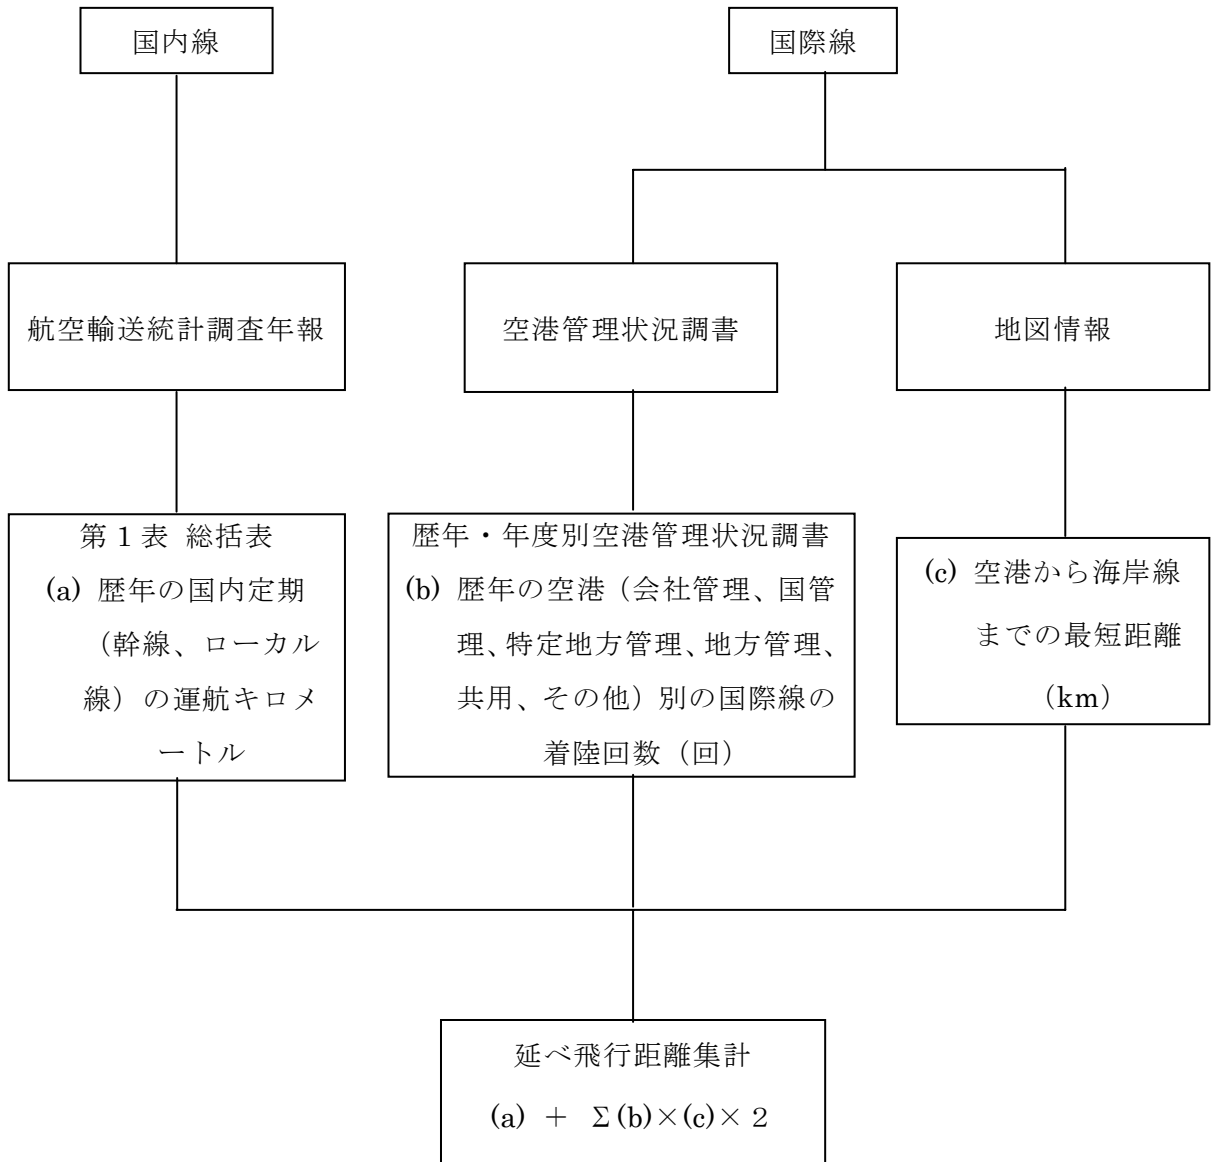 国内線
国際線
航空輸送統計調査年報
空港管理状況調書
地図情報
第1表 総括表
(a) 歴年の国内定期
（幹線、ローカル
線）の運航キロメ
ートル
歴年・年度別空港管理状況調書
(b) 歴年の空港（会社管理、国管
理、特定地方管理、地方管理、
共用、その他）別の国際線の
着陸回数（回）
(c) 空港から海岸線
までの最短距離
（km）
延べ飛行距離集計
(a) ＋ Σ(b)×(c)×２